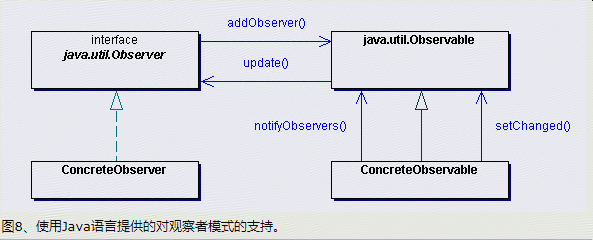 interface
java.util.Observer
addObserver()
java.util.Observable
update()
notifyObservers()
setChanged()
ConcreteObserver
ConcreteObservable
图8、使用Java语言提供的对观察者模式的支持。